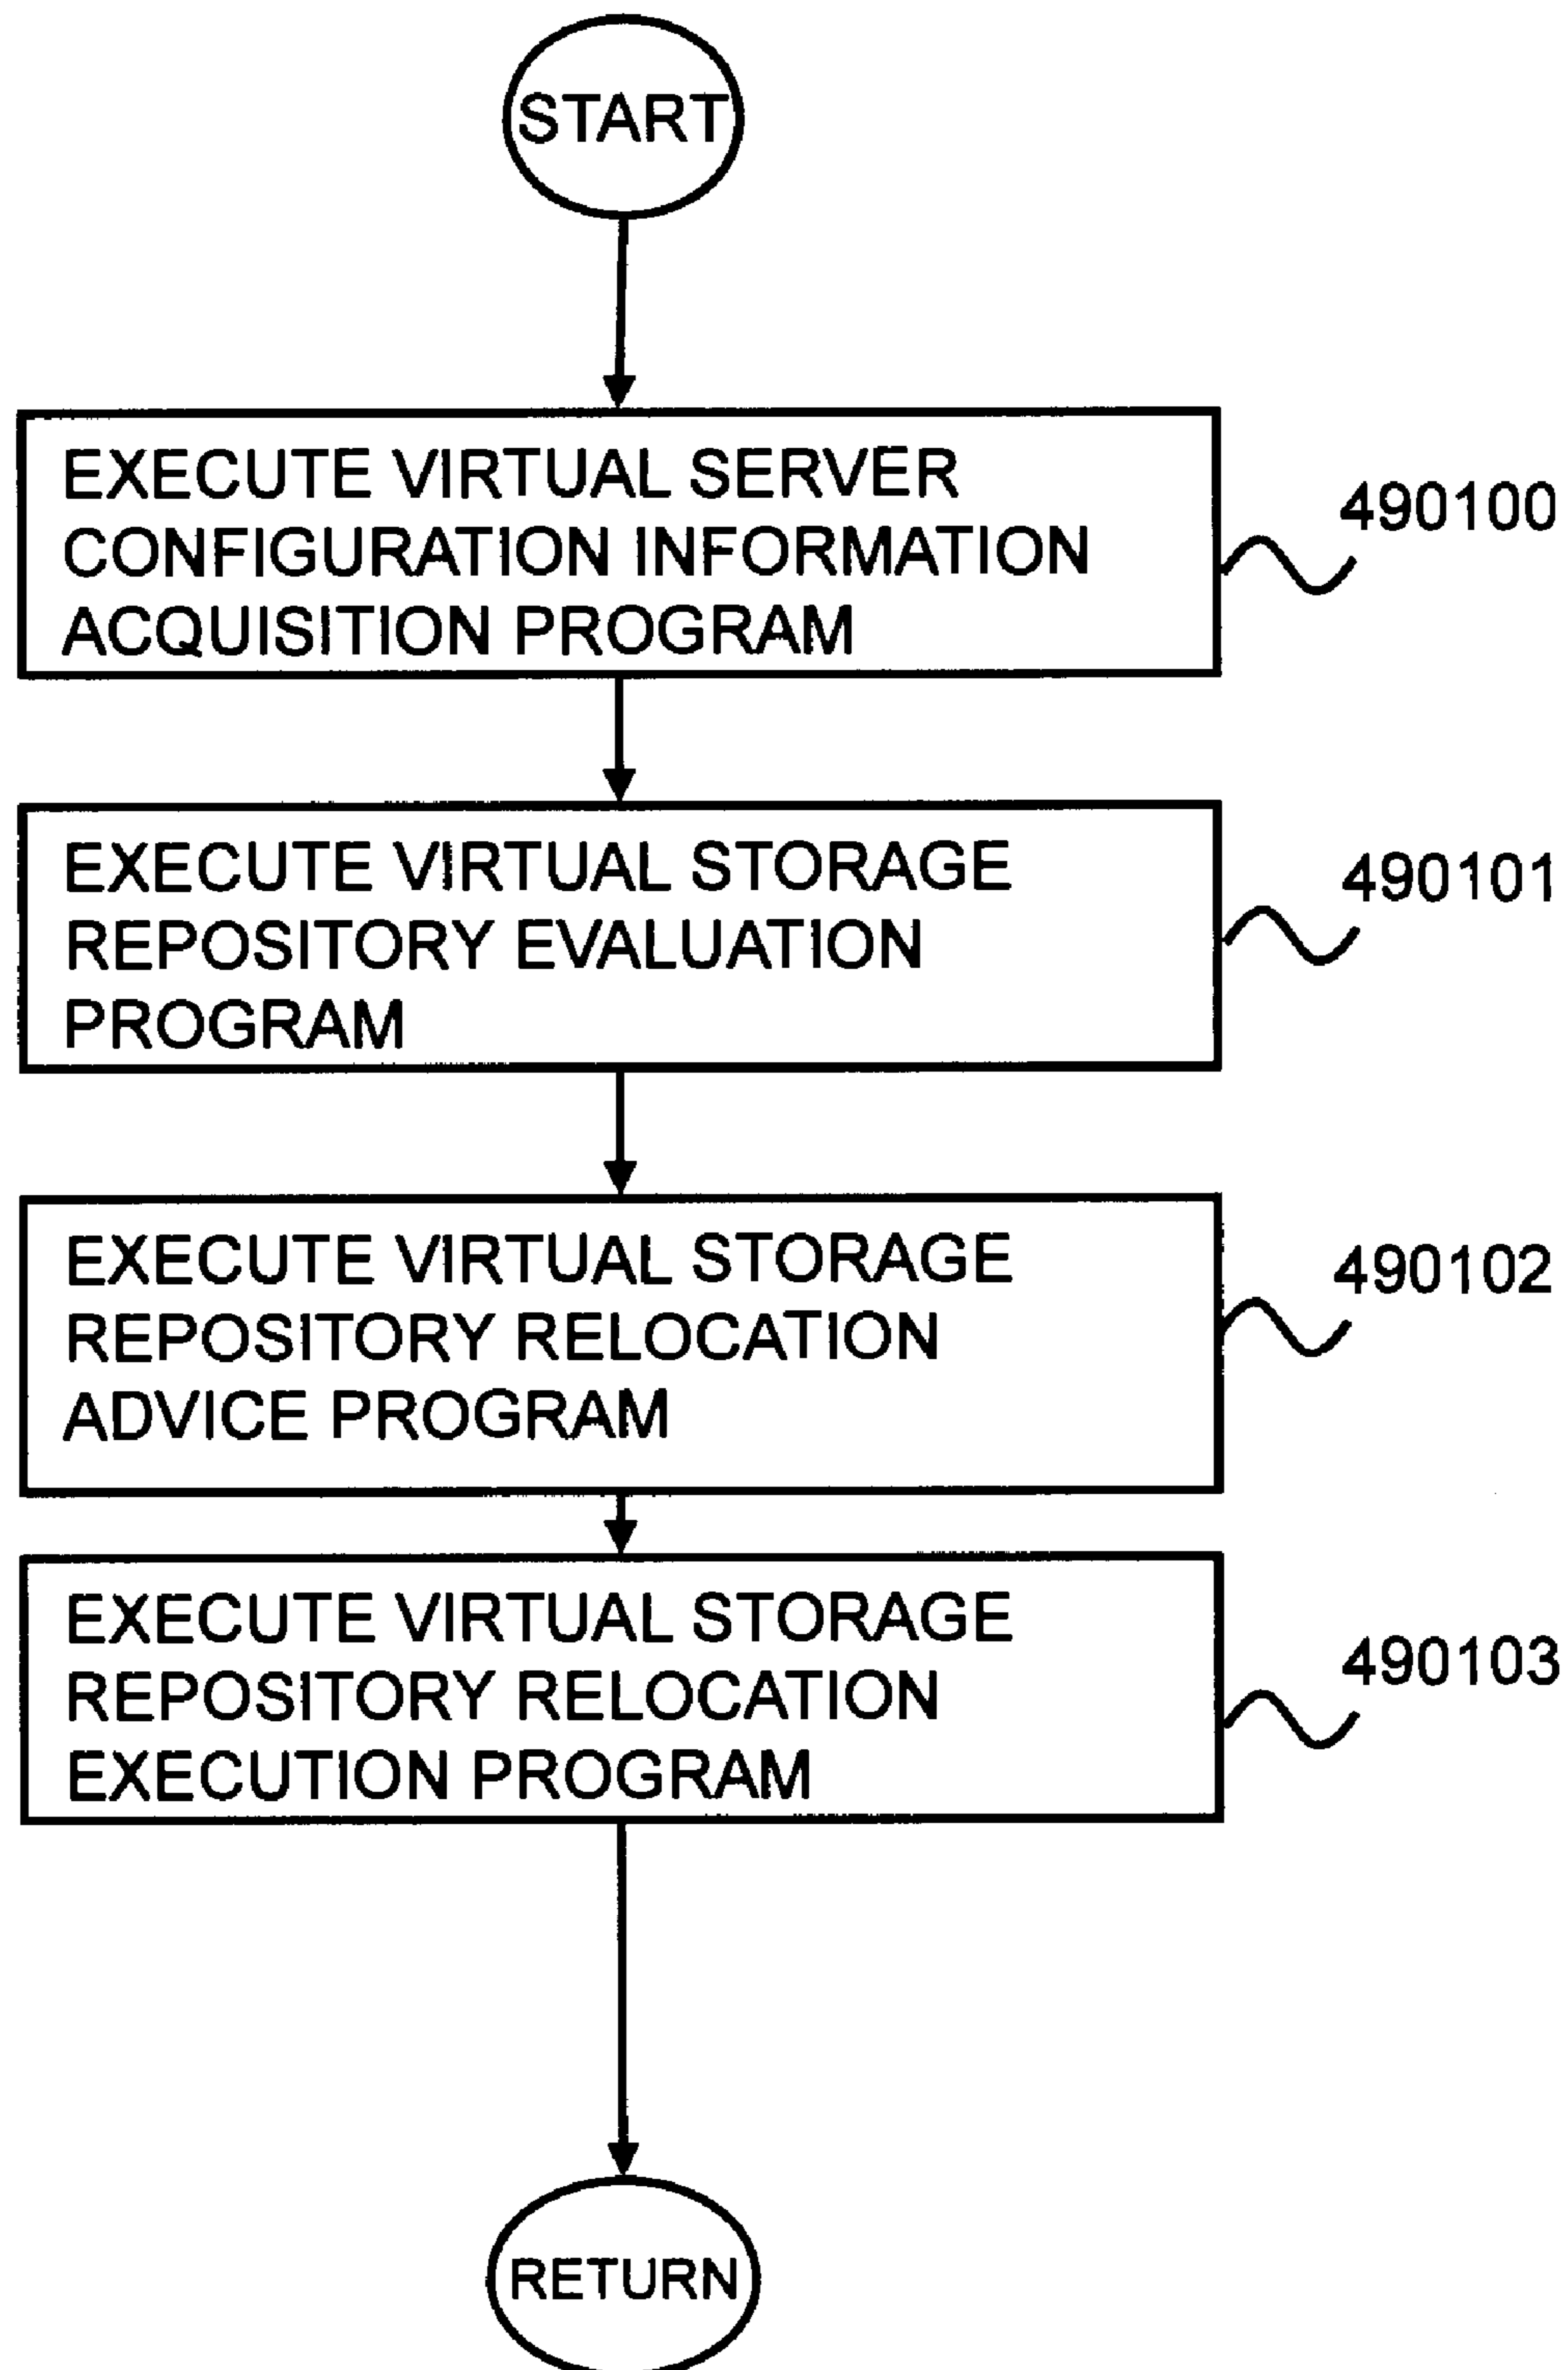 START
EXECUTE VIRTUAL SERVER
CONFIGURATION INFORMATION
ACQUISITION PROGRAM
490100
EXECUTE VIRTUAL STORAGE
REPOSITORY EVALUATION
PROGRAM
490101
EXECUTE VIRTUAL STORAGE
REPOSITORY RELOCATION
ADVICE PROGRAM
490102
EXECUTE VIRTUAL STORAGE
REPOSITORY RELOCATION
EXECUTION PROGRAM
490103
RETURN